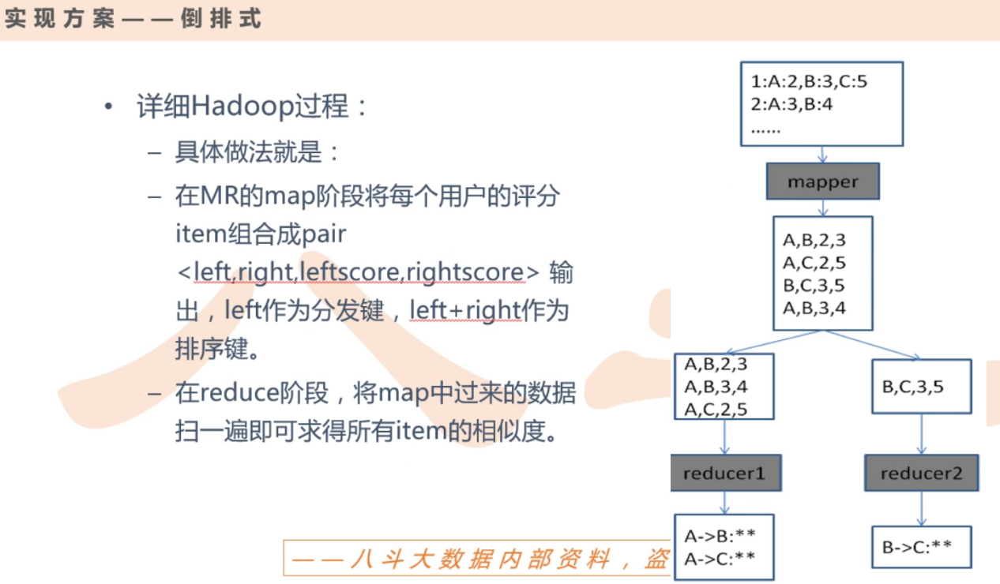 实现方案——倒排式
• 详细Hadoop过程：
– 具体做法就是：
– 在MR的map阶段将每个用户的评分
item组合成pair
<left,right,leftscore,rightscore> 输
出，left作为分发键，left+right作为
排序键。
– 在reduce阶段，将map中过来的数据
扫一遍即可求得所有item的相似度。
——八斗大数据内部资料，盗
1:A:2,B:3,C:5
2:A:3,B:4
......
mapper
A,B,2,3
A,C,2,5
B,C,3,5
A,B,3,4
A,B,2,3
A,B,3,4
A,C,2,5
B,C,3,5
reducer1
reducer2
A->B:**
A->C:**
B->C:**